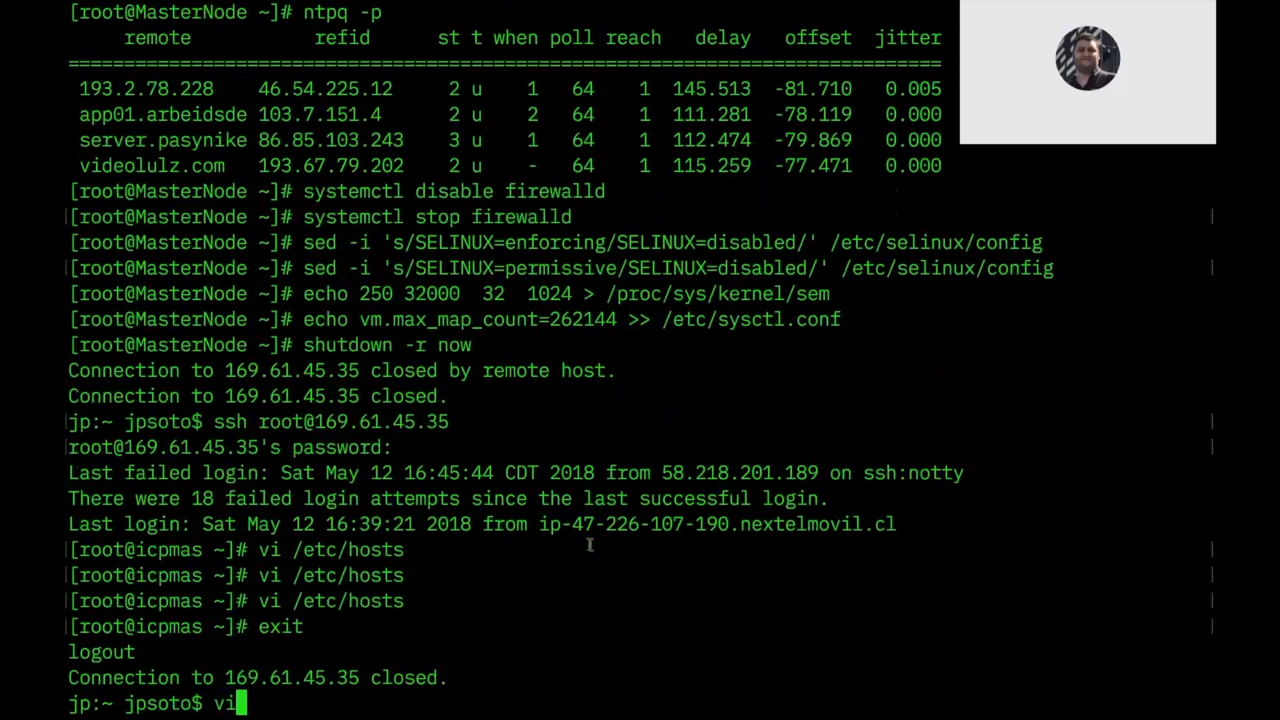 [root@MasterNode ~]# ntpq -p
remote refid st t when poll reach delay offset jitter
==============================================================================
193.2.78.228 46.54.225.12 2 u 1 64 1 145.513 -81.710 0.005
app01.arbeidsde 103.7.151.4 2 u 2 64 1 111.281 -78.119 0.000
server.pasynike 86.85.103.243 3 u 1 64 1 112.474 -79.869 0.000
videolulz.com 193.67.79.202 2 u - 64 1 115.259 -77.471 0.000
[root@MasterNode ~]# systemctl disable firewalld
[root@MasterNode ~]# systemctl stop firewalld
[root@MasterNode ~]# sed -i 's/SELINUX=enforcing/SELINUX=disabled/' /etc/selinux/config
[root@MasterNode ~]# sed -i 's/SELINUX=permissive/SELINUX=disabled/' /etc/selinux/config
[root@MasterNode ~]# echo 250 32000  32  1024 > /proc/sys/kernel/sem
[root@MasterNode ~]# echo vm.max_map_count=262144 >> /etc/sysctl.conf
[root@MasterNode ~]# shutdown -r now
Connection to 169.61.45.35 closed by remote host.
Connection to 169.61.45.35 closed.
jp:~ jpsoto$ ssh root@169.61.45.35
root@169.61.45.35's password:
Last failed login: Sat May 12 16:45:44 CDT 2018 from 58.218.201.189 on ssh:notty
There were 18 failed login attempts since the last successful login.
Last login: Sat May 12 16:39:21 2018 from ip-47-226-107-190.nextelmovil.cl
[root@icpmas ~]# vi /etc/hosts
[root@icpmas ~]# vi /etc/hosts
[root@icpmas ~]# vi /etc/hosts
[root@icpmas ~]# exit
logout
Connection to 169.61.45.35 closed.
jp:~ jpsoto$ vi